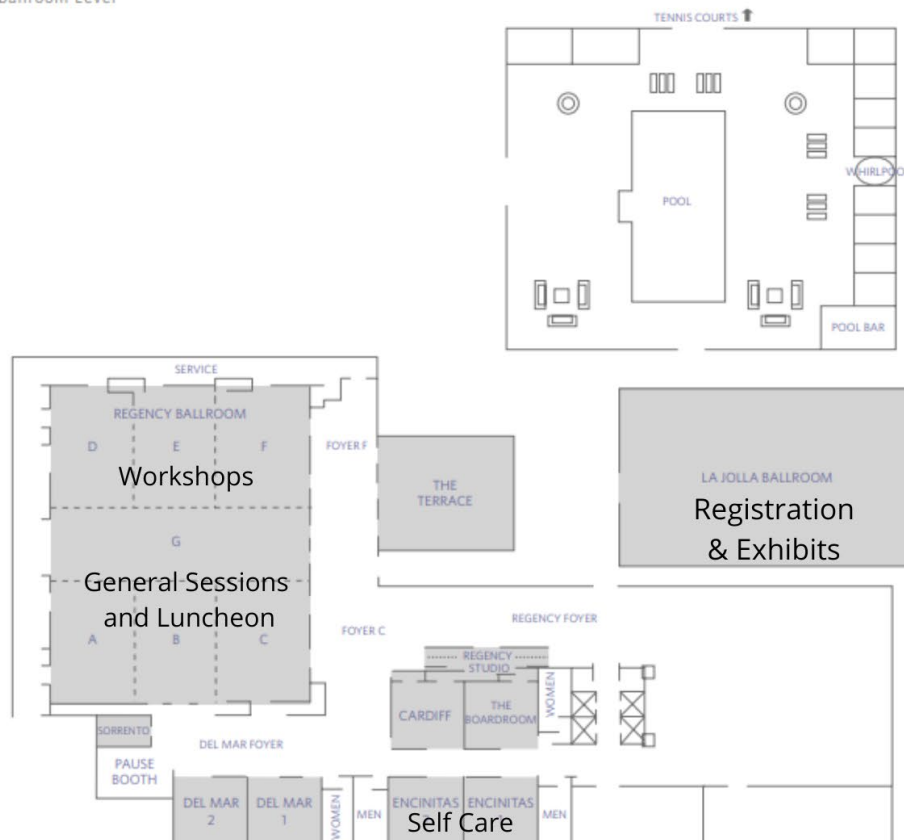 Ballroom Level
TENNIS COURTS
WHIRLPOO
POOL
POOL BAR
SERVICE
REGENCY BALLROOM
D E F
FOYER F
Workshops
THE
TERRACE
LA JOLLA BALLROOM
Registration
& Exhibits
G
General Sessions
and Luncheon
A B C
FOYER C
REGENCY FOYER
REGENCY
STUDIO
WOMEN
CARDIFF
THE
BOARDROOM
SORRENTO
DEL MAR FOYER
PAUSE
BOOTH
DEL MAR
2
DEL MAR
1
WOMEN
MEN
ENCINITAS
ENCINITAS
Self Care
MEN